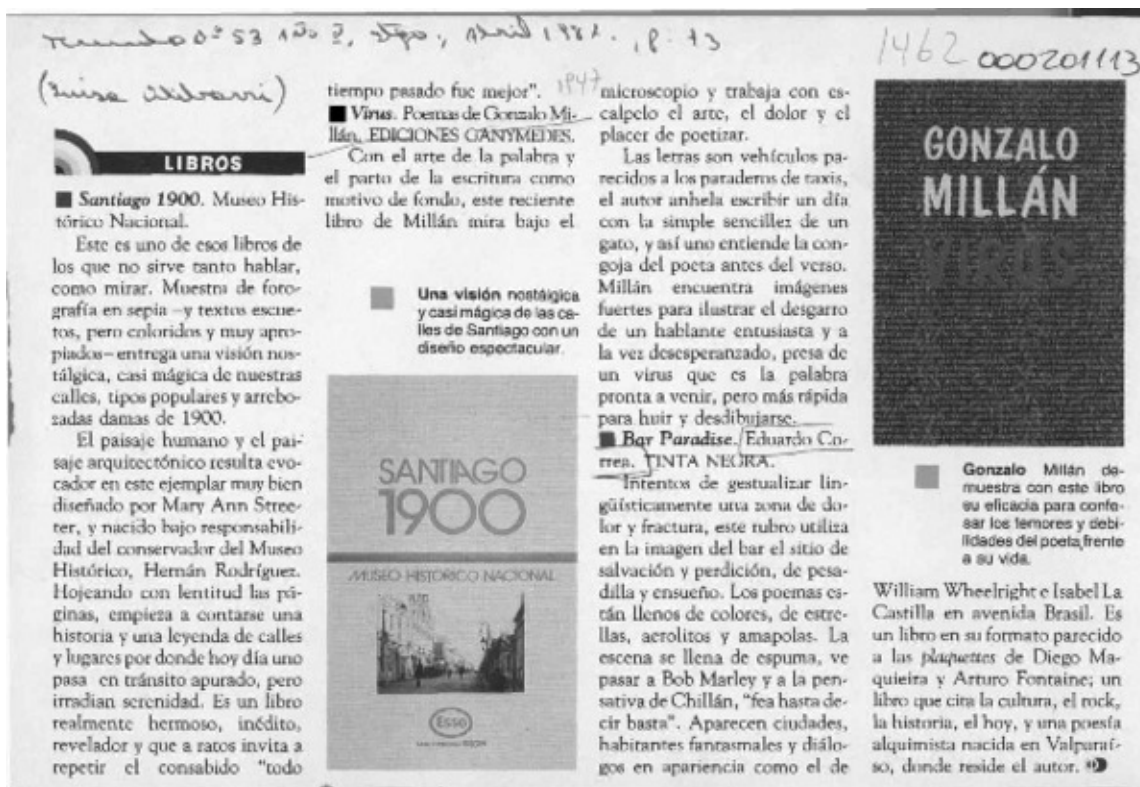 nº 53 año 2, stgo., abril 1987. , p. 13
1462 000201113
LIBROS
■ Santiago 1900. Museo His-
tórico Nacional.
Este es uno de esos libros de
los que no sirve tanto hablar,
como mirar. Muestra de foto-
grafía en sepia –y textos escue-
tos, pero coloridos y muy apro-
piados– entrega una visión nos-
tálgica, casi mágica de nuestras
calles, tipos populares y arrebo-
zadas damas de 1900.
El paisaje humano y el pai-
saje arquitectónico resulta evo-
cador en este ejemplar muy bien
diseñado por Mary Ann Stree-
ter, y nacido bajo responsabili-
dad del conservador del Museo
Histórico, Hernán Rodríguez.
Hojeando con lentitud las pá-
ginas, empieza a contarse una
historia y una leyenda de calles
y lugares por donde hoy día uno
pasa en tránsito apurado, pero
irradian serenidad. Es un libro
realmente hermoso, inédito,
revelador y que a ratos invita a
repetir el consabido "todo
tiempo pasado fue mejor". 1947
■ Virus. Poemas de Gonzalo Mi-
llán. EDICIONES GANYMEDES.
Con el arte de la palabra y
el parto de la escritura como
motivo de fondo, este reciente
libro de Millán mira bajo el
Una visión nostálgica
y casi mágica de las ca-
lles de Santiago con un
diseño espectacular.
SANTIAGO
1900
MUSEO HISTORICO NACIONAL
Esso
microscopio y trabaja con es-
calpelo el arte, el dolor y el
placer de poetizar.
Las letras son vehículos pa-
recidos a los paraderos de taxis,
el autor anhela escribir un día
con la simple sencillez de un
gato, y así uno entiende la con-
goja del poeta antes del verso.
Millán encuentra imágenes
fuertes para ilustrar el desgarro
de un hablante entusiasta y a
la vez desesperanzado, presa de
un virus que es la palabra
pronta a venir, pero más rápida
para huir y desdibujarse.
■ Bar Paradise. Eduardo Co-
rrea. TINTA NEGRA.
Intentos de gestualizar lin-
güísticamente una zona de do-
lor y fractura, este rubro utiliza
en la imagen del bar el sitio de
salvación y perdición, de pesa-
dilla y ensueño. Los poemas es-
tán llenos de colores, de estre-
llas, aerolitos y amapolas. La
escena se llena de espuma, ve
pasar a Bob Marley y a la pen-
sativa de Chillán, "fea hasta de-
cir basta". Aparecen ciudades,
habitantes fantasmales y diálo-
gos en apariencia como el de
GONZALO
MILLÁN
VIRUS
Gonzalo Millán de-
muestra con este libro
su eficacia para confe-
sar los temores y debi-
lidades del poeta frente
a su vida.
William Wheelright e Isabel La
Castilla en avenida Brasil. Es
un libro en su formato parecido
a las plaquettes de Diego Ma-
quieira y Arturo Fontaine; un
libro que cita la cultura, el rock,
la historia, el hoy, y una poesía
alquimista nacida en Valparaí-
so, donde reside el autor.